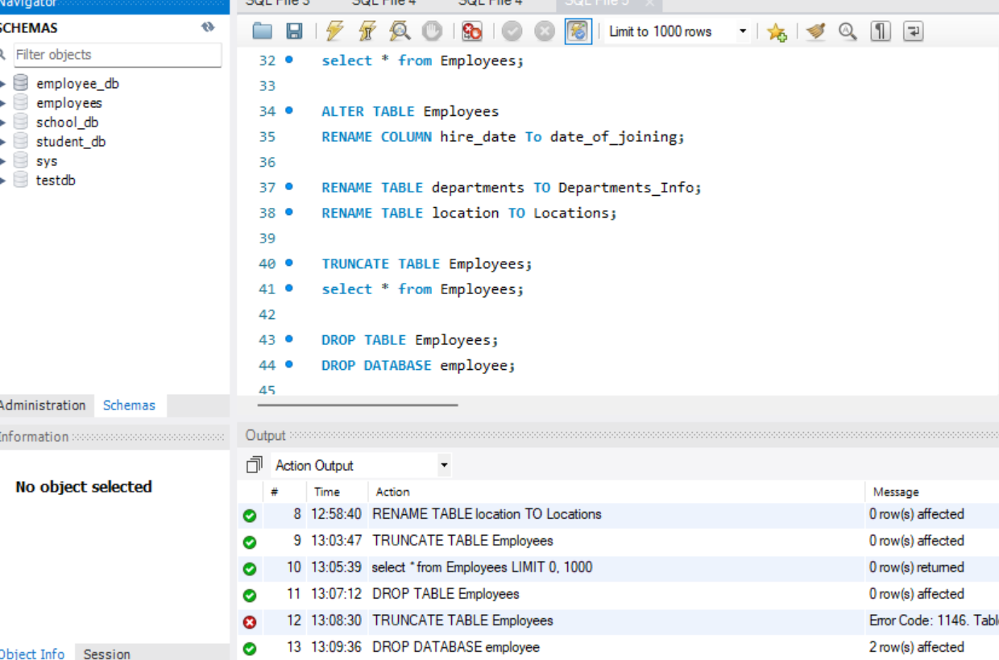 Navigator
SCHEMAS
Filter objects
employee_db
employees
school_db
student_db
sys
testdb
Administration Schemas
Information
No object selected
Object Info Session
SQL File 3 SQL File 4 SQL File 4 SQL File 5
Limit to 1000 rows
32 select * from Employees;
33
34 ALTER TABLE Employees
35 RENAME COLUMN hire_date To date_of_joining;
36
37 RENAME TABLE departments TO Departments_Info;
38 RENAME TABLE location TO Locations;
39
40 TRUNCATE TABLE Employees;
41 select * from Employees;
42
43 DROP TABLE Employees;
44 DROP DATABASE employee;
45
Output
Action Output
# Time Action Message
8 12:58:40 RENAME TABLE location TO Locations 0 row(s) affected
9 13:03:47 TRUNCATE TABLE Employees 0 row(s) affected
10 13:05:39 select * from Employees LIMIT 0, 1000 0 row(s) returned
11 13:07:12 DROP TABLE Employees 0 row(s) affected
12 13:08:30 TRUNCATE TABLE Employees Error Code: 1146. Tabl
13 13:09:36 DROP DATABASE employee 2 row(s) affected